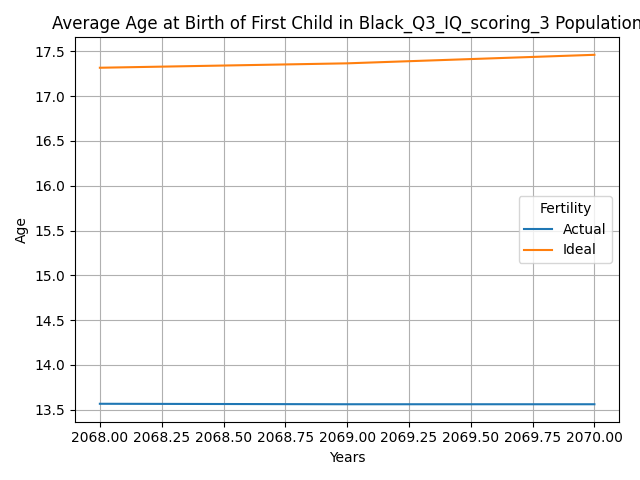 Average Age at Birth of First Child in Black_Q3_IQ_scoring_3 Population
17.5
17.0
16.5
16.0
15.5
15.0
14.5
14.0
13.5
Age
Fertility
Actual
Ideal
2068.00 2068.25 2068.50 2068.75 2069.00 2069.25 2069.50 2069.75 2070.00
Years